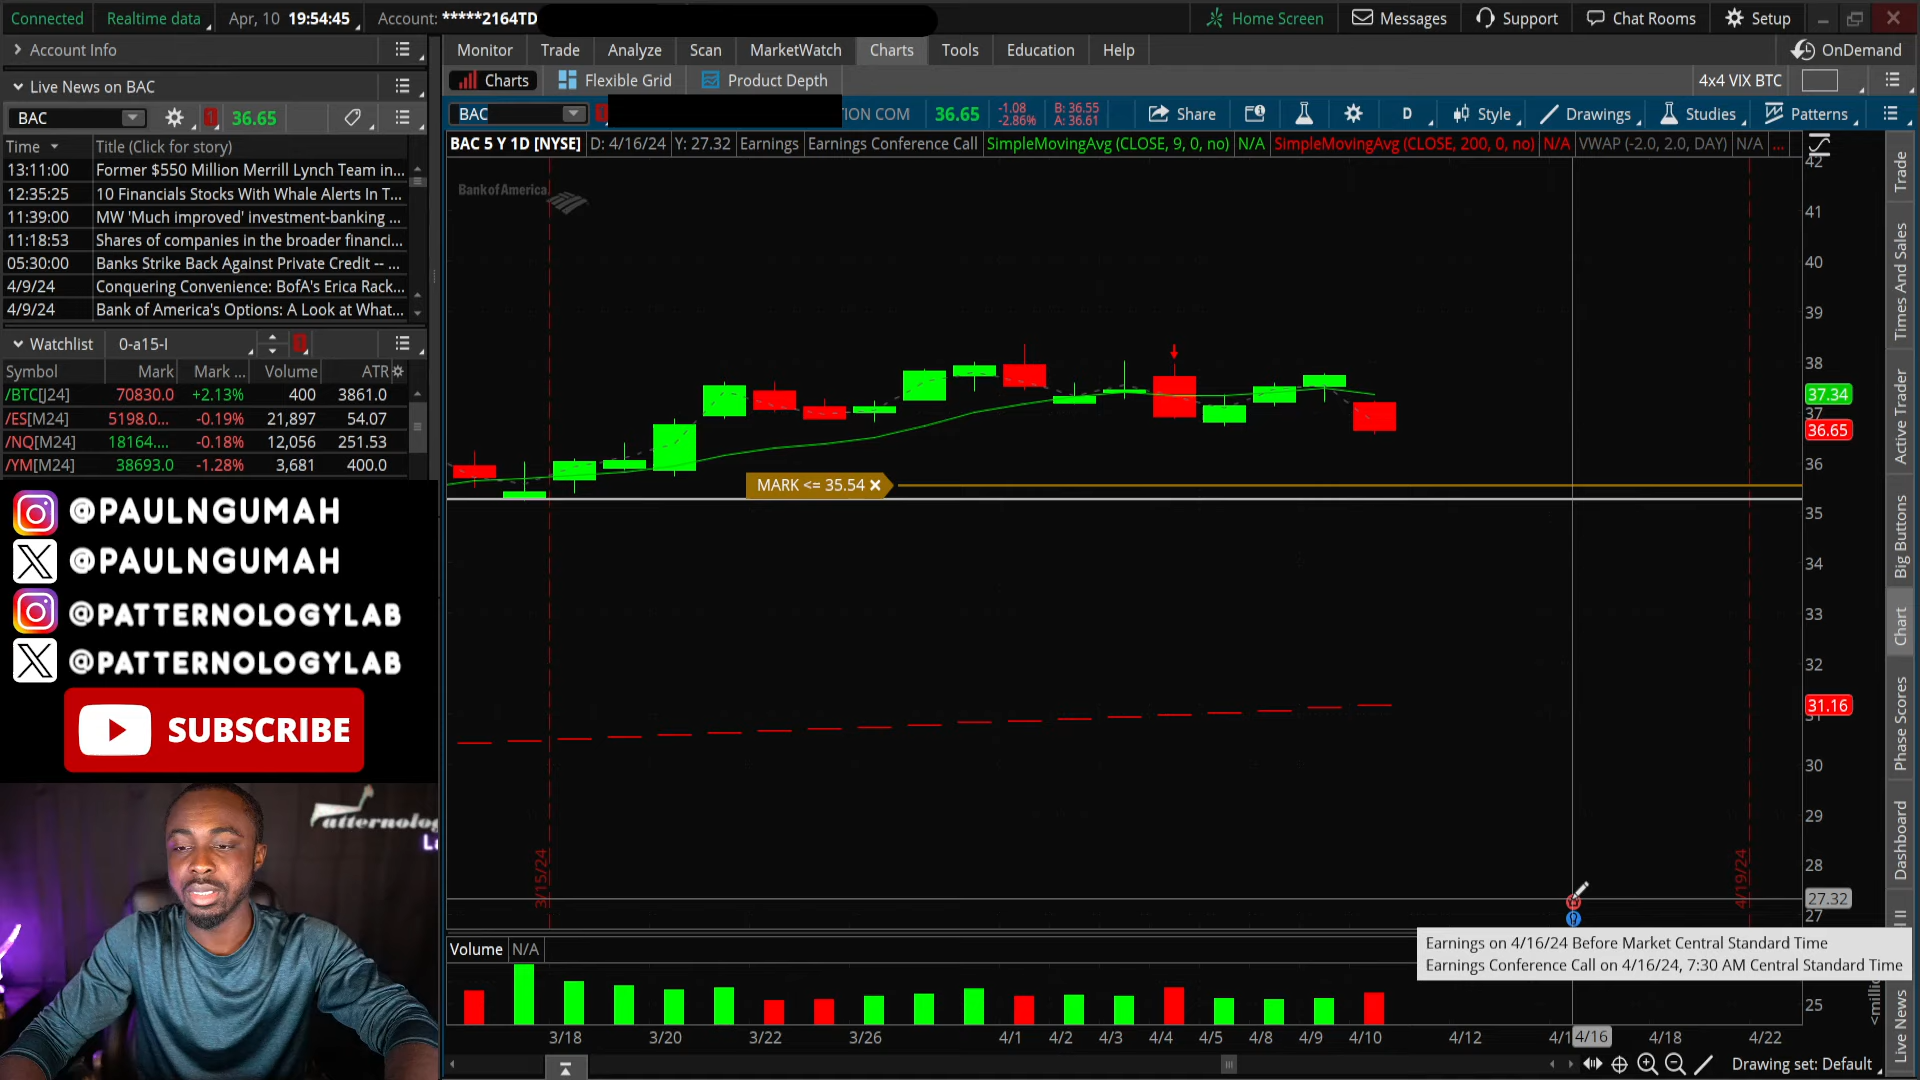 Connected Realtime data Apr, 10 19:54:45 Account: *****2164TD Home Screen Messages Support Chat Rooms Setup
Account Info
Monitor Trade Analyze Scan MarketWatch Charts Tools Education Help OnDemand
Live News on BAC
Charts Flexible Grid Product Depth 4x4 VIX BTC
BAC 36.65
BAC ION COM 36.65 -1.08 -2.86% B: 36.55 A: 36.61 Share D Style Drawings Studies Patterns
BAC 5 Y 1D [NYSE] D: 4/16/24 Y: 27.32 Earnings Earnings Conference Call SimpleMovingAvg (CLOSE, 9, 0, no) N/A SimpleMovingAvg (CLOSE, 200, 0, no) N/A VWAP (-2.0, 2.0, DAY) N/A ...
Time Title (Click for story)
13:11:00 Former $550 Million Merrill Lynch Team in...
12:35:25 10 Financials Stocks With Whale Alerts In T...
11:39:00 MW 'Much improved' investment-banking ...
11:18:53 Shares of companies in the broader financi...
05:30:00 Banks Strike Back Against Private Credit -- ...
4/9/24 Conquering Convenience: BofA's Erica Rack...
4/9/24 Bank of America's Options: A Look at What...
Watchlist 0-a15-I
Symbol Mark Mark ... Volume ATR
/BTC[J24] 70830.0 +2.13% 400 3861.0
/ES[M24] 5198.0... -0.19% 21,897 54.07
/NQ[M24] 18164.... -0.18% 12,056 251.53
/YM[M24] 38693.0 -1.28% 3,681 400.0
@PAULNGUMAH
@PAULNGUMAH
@PATTERNOLOGYLAB
@PATTERNOLOGYLAB
SUBSCRIBE
Patternolo
L
Bank of America
MARK <= 35.54
3/15/24
4/19/24
42
41
40
39
38
37.34
37
36.65
36
35
34
33
32
31.16
31
30
29
28
27.32
27
Earnings on 4/16/24 Before Market Central Standard Time
Earnings Conference Call on 4/16/24, 7:30 AM Central Standard Time
Volume N/A
25
<million
3/18 3/20 3/22 3/26 4/1 4/2 4/3 4/4 4/5 4/8 4/9 4/10 4/12 4/1 4/16 4/18 4/22
Drawing set: Default
Trade
Times And Sales
Active Trader
Big Buttons
Chart
Phase Scores
Dashboard
II
Live News